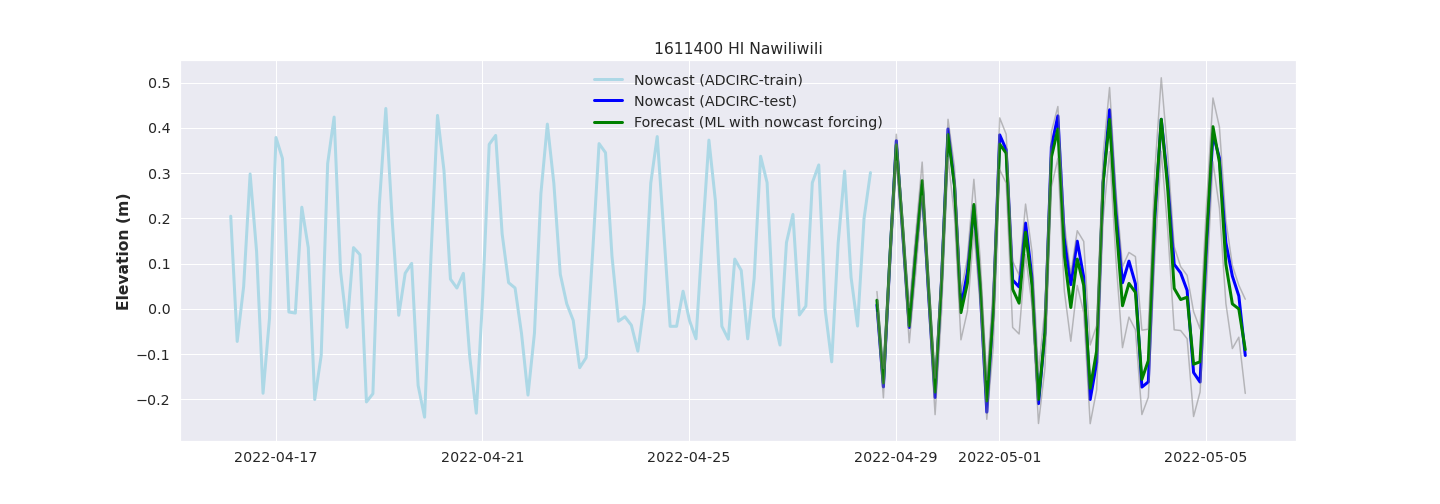 1611400 HI Nawiliwili
Nowcast (ADCIRC-train)
Nowcast (ADCIRC-test)
Forecast (ML with nowcast forcing)
Elevation (m)
0.5
0.4
0.3
0.2
0.1
0.0
−0.1
−0.2
2022-04-17 2022-04-21 2022-04-25 2022-04-29 2022-05-01 2022-05-05